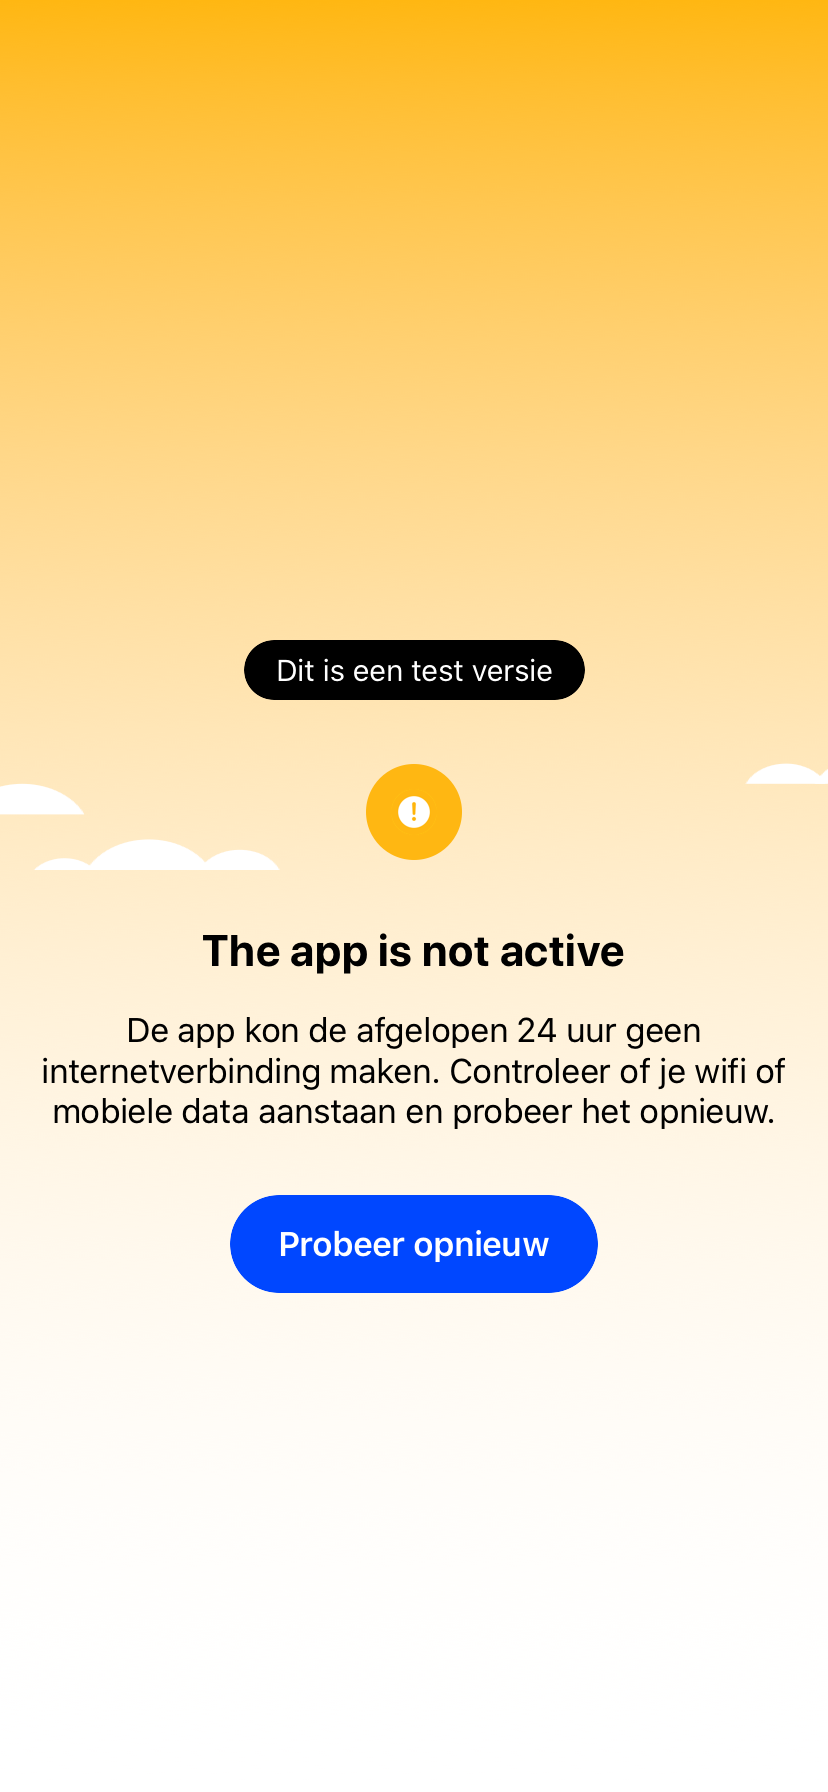 Dit is een test versie
!
The app is not active
De app kon de afgelopen 24 uur geen
internetverbinding maken. Controleer of je wifi of
mobiele data aanstaan en probeer het opnieuw.
Probeer opnieuw